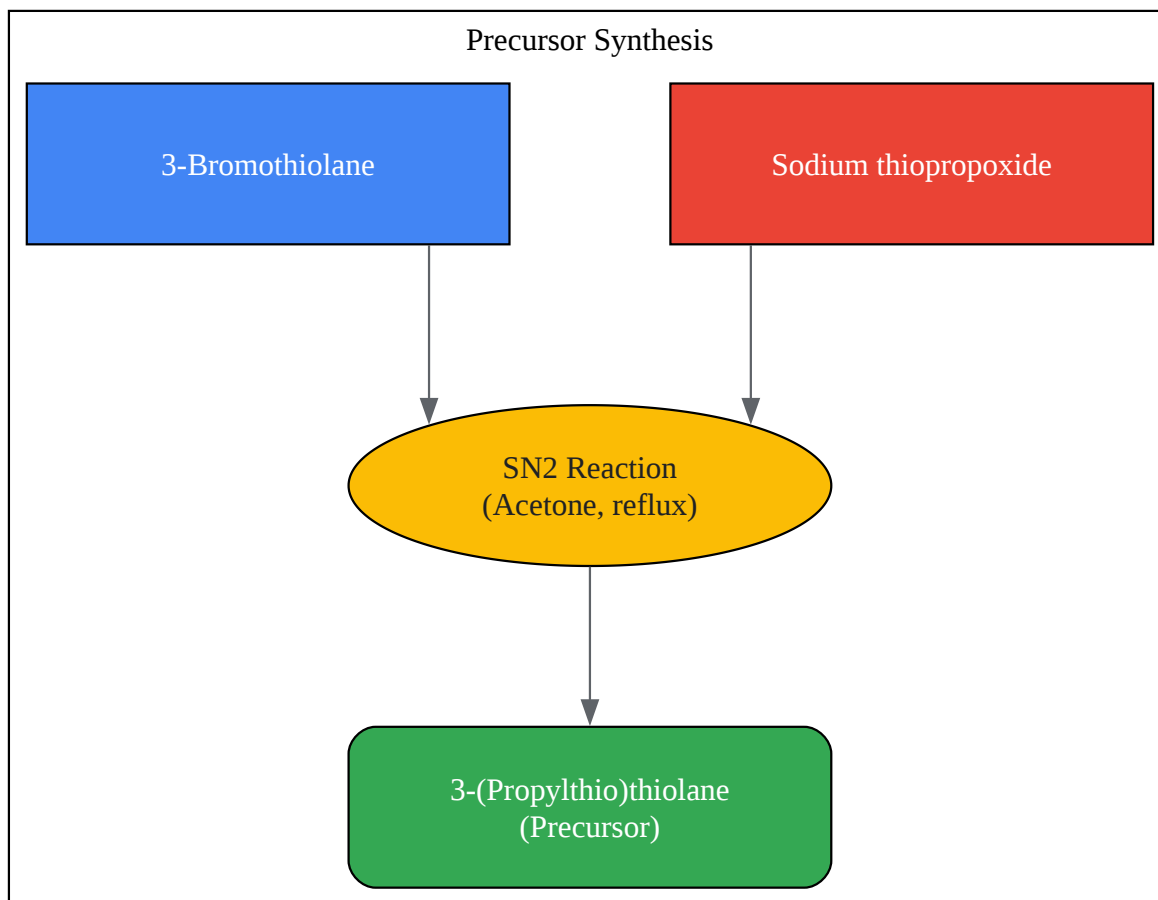 Precursor Synthesis
3-Bromothiolane
Sodium thiopropoxide
SN2 Reaction
(Acetone, reflux)
3-(Propylthio)thiolane
(Precursor)